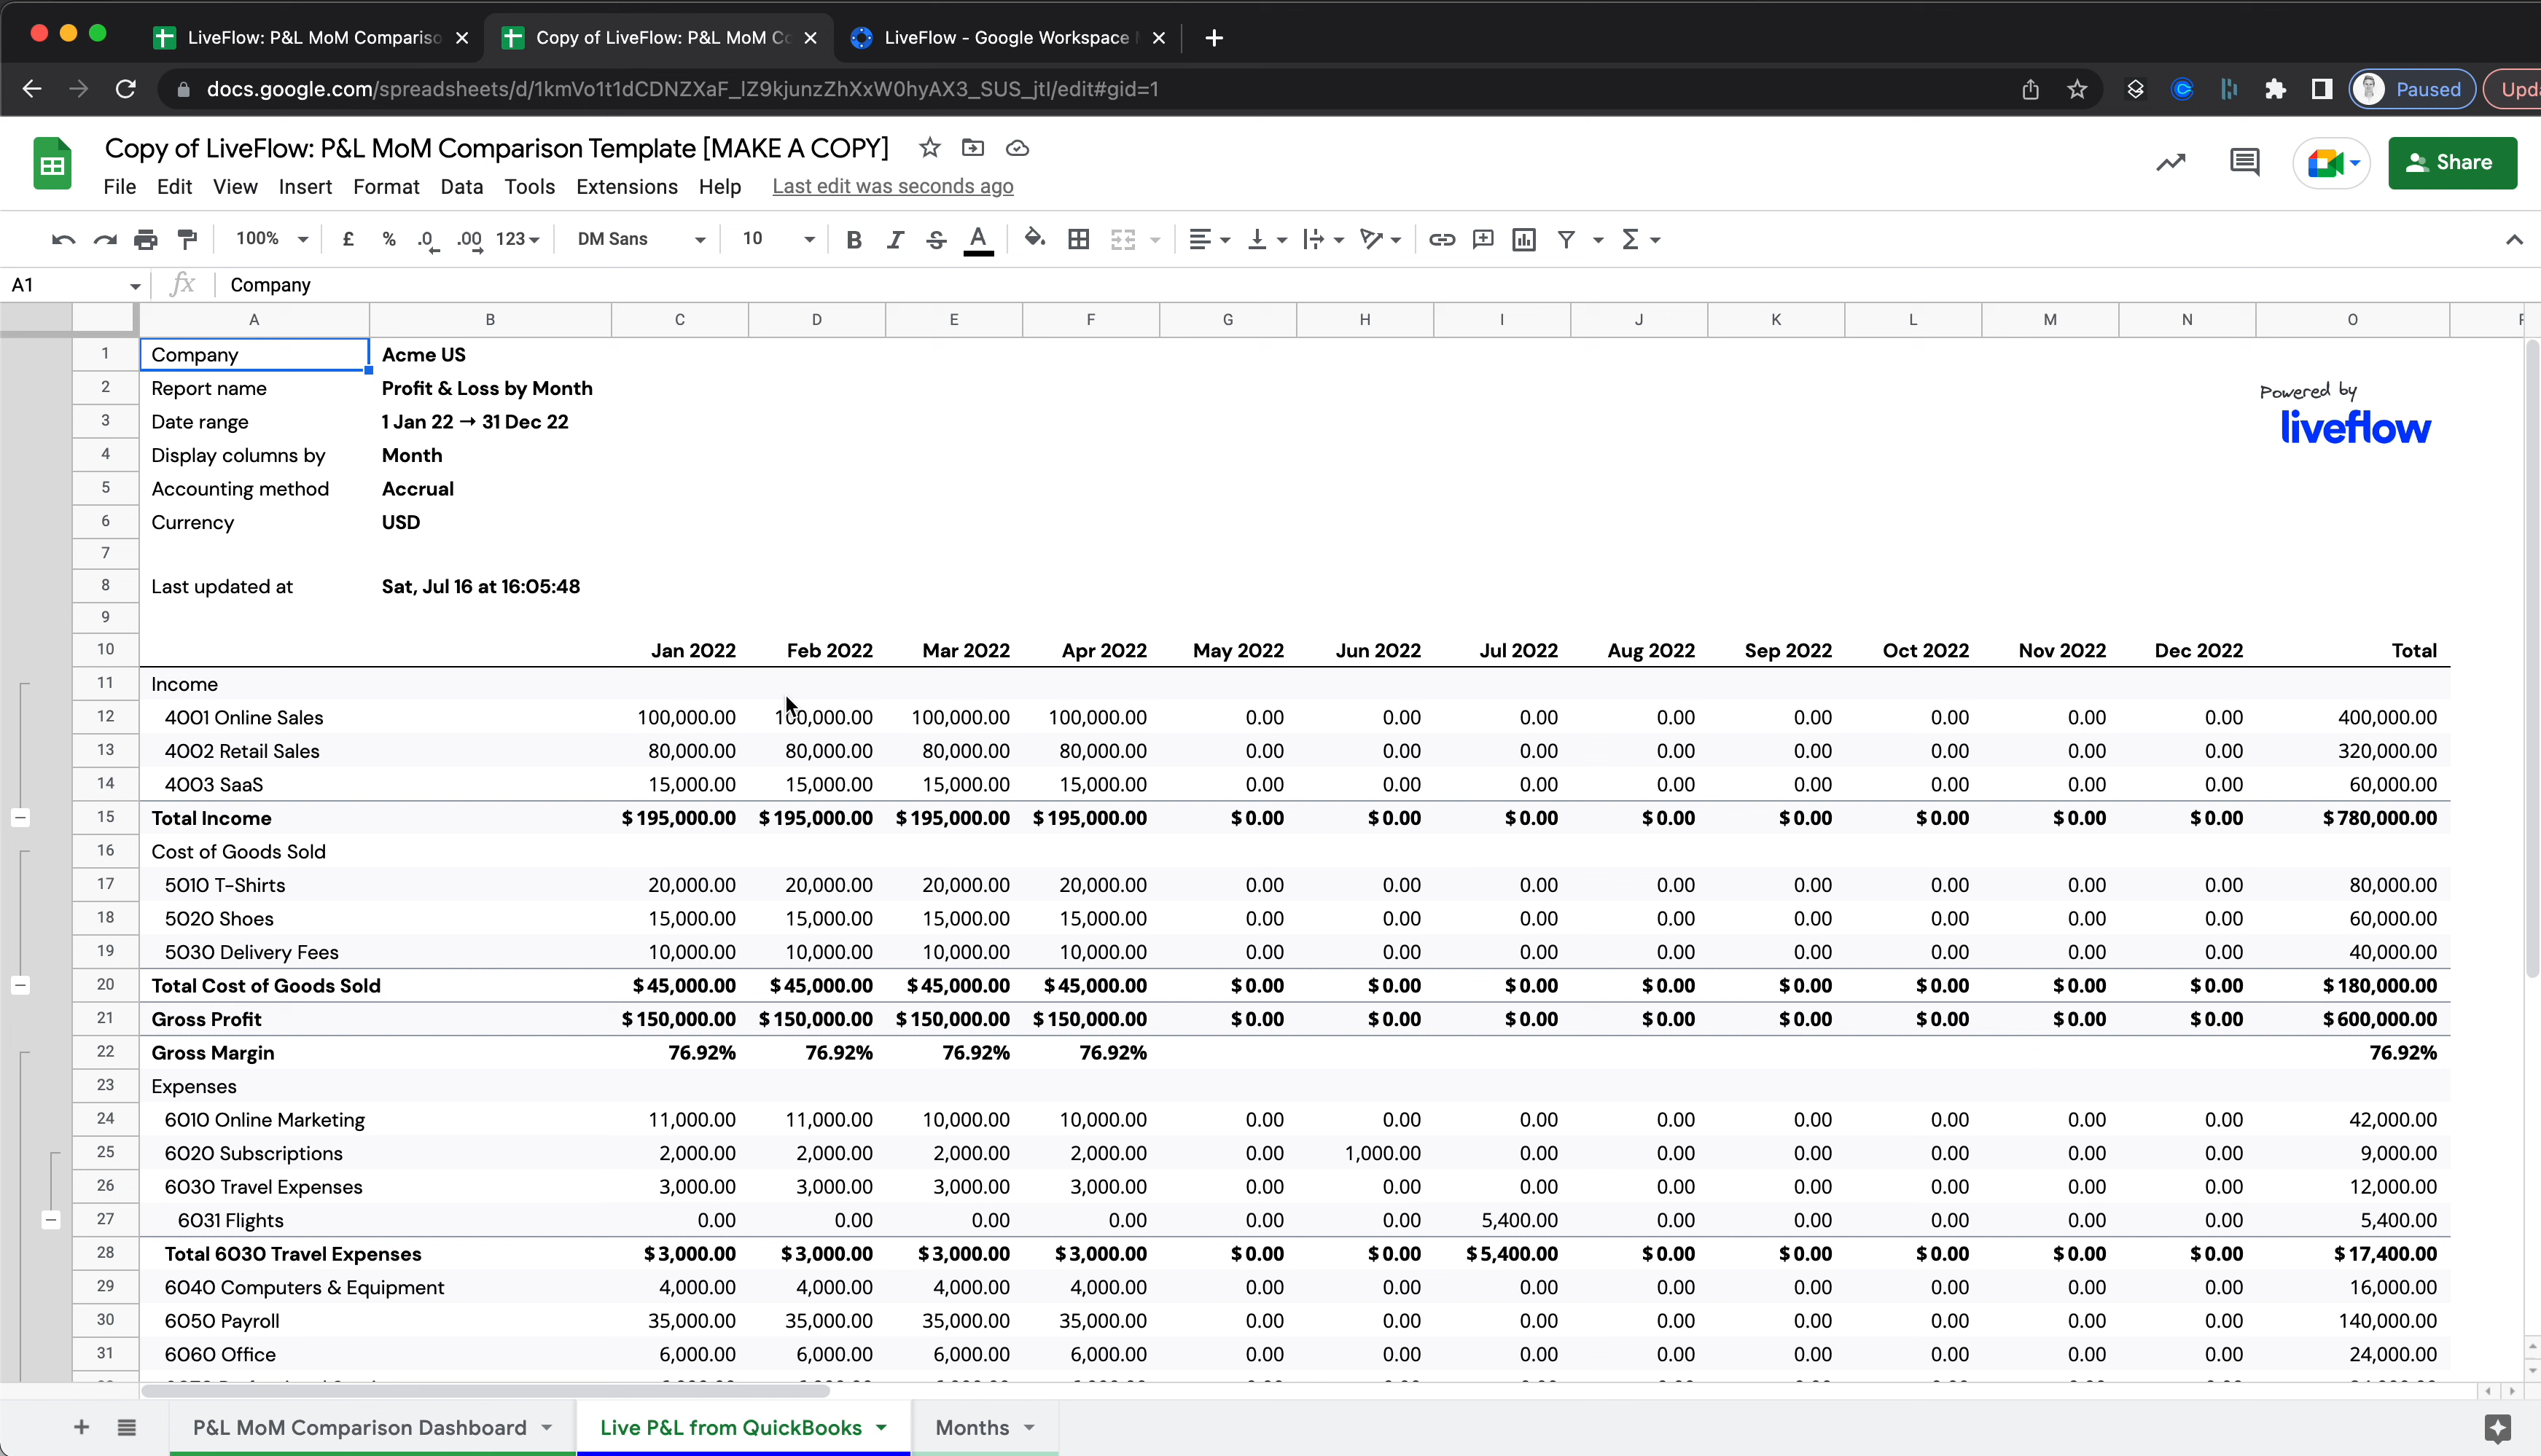 LiveFlow: P&L MoM Compariso
Copy of LiveFlow: P&L MoM Co
LiveFlow - Google Workspace
docs.google.com/spreadsheets/d/1kmVo1t1dCDNZXaF_IZ9kjunzZhXxW0hyAX3_SUS_jtI/edit#gid=1
Paused
Upd
Copy of LiveFlow: P&L MoM Comparison Template [MAKE A COPY]
File Edit View Insert Format Data Tools Extensions Help Last edit was seconds ago
Share
100% £ % .0 .00 123 DM Sans 10 B I S A Σ
A1 fx Company
A B C D E F G H I J K L M N O
1 Company Acme US
2 Report name Profit & Loss by Month
Powered by
3 Date range 1 Jan 22 → 31 Dec 22
liveflow
4 Display columns by Month
5 Accounting method Accrual
6 Currency USD
7
8 Last updated at Sat, Jul 16 at 16:05:48
9
10 Jan 2022 Feb 2022 Mar 2022 Apr 2022 May 2022 Jun 2022 Jul 2022 Aug 2022 Sep 2022 Oct 2022 Nov 2022 Dec 2022 Total
11 Income
12 4001 Online Sales 100,000.00 100,000.00 100,000.00 100,000.00 0.00 0.00 0.00 0.00 0.00 0.00 0.00 0.00 400,000.00
13 4002 Retail Sales 80,000.00 80,000.00 80,000.00 80,000.00 0.00 0.00 0.00 0.00 0.00 0.00 0.00 0.00 320,000.00
14 4003 SaaS 15,000.00 15,000.00 15,000.00 15,000.00 0.00 0.00 0.00 0.00 0.00 0.00 0.00 0.00 60,000.00
15 Total Income $195,000.00 $195,000.00 $195,000.00 $195,000.00 $0.00 $0.00 $0.00 $0.00 $0.00 $0.00 $0.00 $0.00 $780,000.00
16 Cost of Goods Sold
17 5010 T-Shirts 20,000.00 20,000.00 20,000.00 20,000.00 0.00 0.00 0.00 0.00 0.00 0.00 0.00 0.00 80,000.00
18 5020 Shoes 15,000.00 15,000.00 15,000.00 15,000.00 0.00 0.00 0.00 0.00 0.00 0.00 0.00 0.00 60,000.00
19 5030 Delivery Fees 10,000.00 10,000.00 10,000.00 10,000.00 0.00 0.00 0.00 0.00 0.00 0.00 0.00 0.00 40,000.00
20 Total Cost of Goods Sold $45,000.00 $45,000.00 $45,000.00 $45,000.00 $0.00 $0.00 $0.00 $0.00 $0.00 $0.00 $0.00 $0.00 $180,000.00
21 Gross Profit $150,000.00 $150,000.00 $150,000.00 $150,000.00 $0.00 $0.00 $0.00 $0.00 $0.00 $0.00 $0.00 $0.00 $600,000.00
22 Gross Margin 76.92% 76.92% 76.92% 76.92% 76.92%
23 Expenses
24 6010 Online Marketing 11,000.00 11,000.00 10,000.00 10,000.00 0.00 0.00 0.00 0.00 0.00 0.00 0.00 0.00 42,000.00
25 6020 Subscriptions 2,000.00 2,000.00 2,000.00 2,000.00 0.00 1,000.00 0.00 0.00 0.00 0.00 0.00 0.00 9,000.00
26 6030 Travel Expenses 3,000.00 3,000.00 3,000.00 3,000.00 0.00 0.00 0.00 0.00 0.00 0.00 0.00 0.00 12,000.00
27 6031 Flights 0.00 0.00 0.00 0.00 0.00 0.00 5,400.00 0.00 0.00 0.00 0.00 0.00 5,400.00
28 Total 6030 Travel Expenses $3,000.00 $3,000.00 $3,000.00 $3,000.00 $0.00 $0.00 $5,400.00 $0.00 $0.00 $0.00 $0.00 $0.00 $17,400.00
29 6040 Computers & Equipment 4,000.00 4,000.00 4,000.00 4,000.00 0.00 0.00 0.00 0.00 0.00 0.00 0.00 0.00 16,000.00
30 6050 Payroll 35,000.00 35,000.00 35,000.00 35,000.00 0.00 0.00 0.00 0.00 0.00 0.00 0.00 0.00 140,000.00
31 6060 Office 6,000.00 6,000.00 6,000.00 6,000.00 0.00 0.00 0.00 0.00 0.00 0.00 0.00 0.00 24,000.00
P&L MoM Comparison Dashboard Live P&L from QuickBooks Months